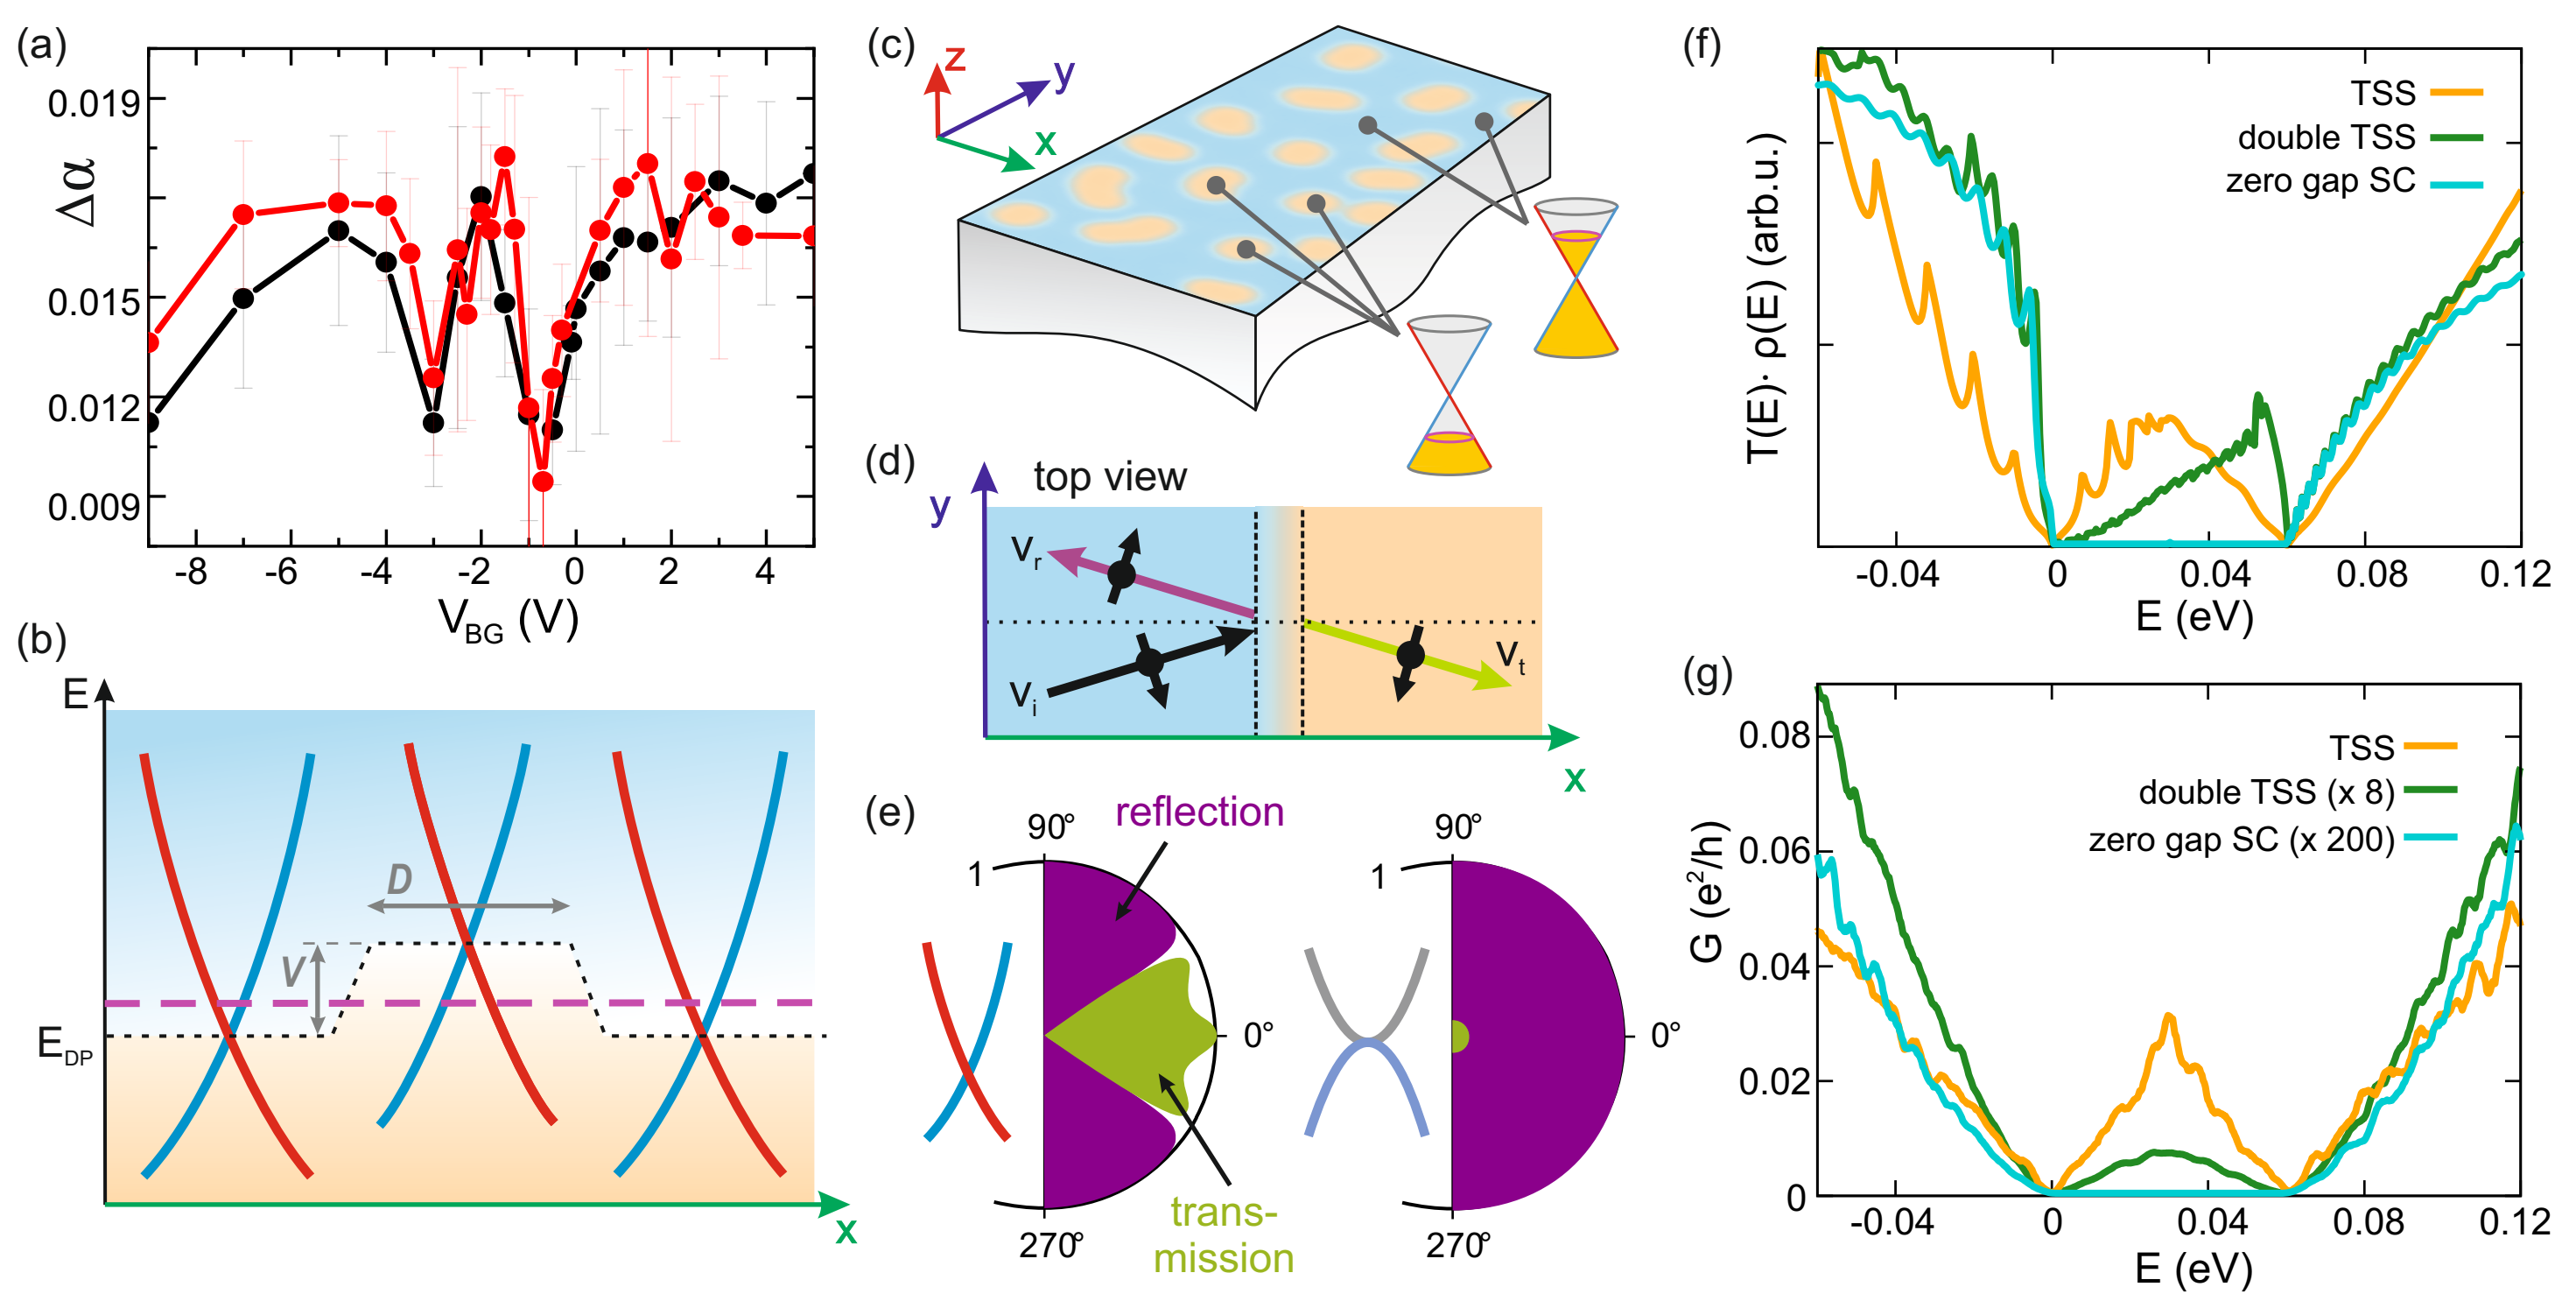 (a)
Δα
0.019
0.015
0.012
0.009
-8
-6
-4
-2
0
2
4
V_BG (V)
(b)
E
D
V
E_DP
x
(c)
z
y
x
(d)
top view
y
v_r
v_i
v_t
x
(e)
reflection
90°
1
0°
270°
trans-
mission
90°
1
0°
270°
(f)
T(E)· ρ(E) (arb.u.)
TSS
double TSS
zero gap SC
-0.04
0
0.04
0.08
0.12
E (eV)
(g)
G (e²/h)
0.08
0.06
0.04
0.02
0
TSS
double TSS (x 8)
zero gap SC (x 200)
-0.04
0
0.04
0.08
0.12
E (eV)